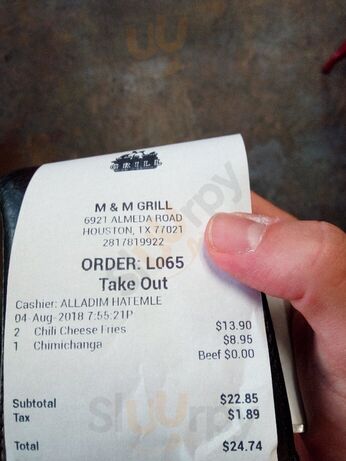 GRILL
M & M GRILL
6921 ALMEDA ROAD
HOUSTON, TX 77021
2817819922
ORDER: L065
Take Out
Cashier: ALLADIM HATEMLE
04-Aug-2018 7:55:21P
2 Chili Cheese Fries $13.90
1 Chimichanga $8.95
Beef $0.00
Subtotal $22.85
Tax $1.89
Total $24.74
sluurpy